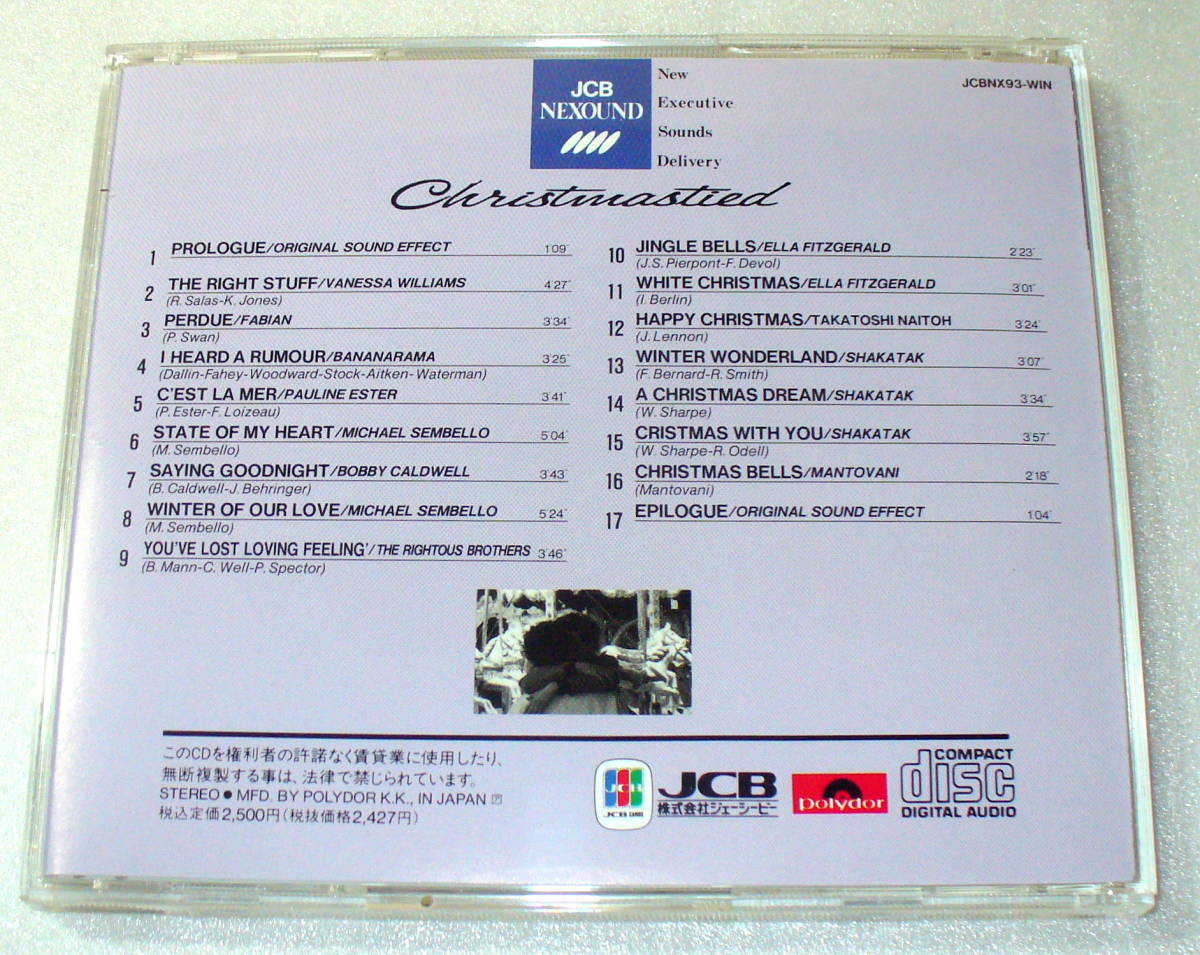 JCB
NEXOUND
New
Executive
Sounds
Delivery
JCBNX93-WIN
Christmastied
1 PROLOGUE/ORIGINAL SOUND EFFECT 1'09"
2 THE RIGHT STUFF/VANESSA WILLIAMS 4'27"
(R. Salas-K. Jones)
3 PERDUE/FABIAN 3'34"
(P. Swan)
4 I HEARD A RUMOUR/BANANARAMA 3'25"
(Dallin-Fahey-Woodward-Stock-Aitken-Waterman)
5 C'EST LA MER/PAULINE ESTER 3'41"
(P. Ester-F. Loizeau)
6 STATE OF MY HEART/MICHAEL SEMBELLO 5'04"
(M. Sembello)
7 SAYING GOODNIGHT/BOBBY CALDWELL 3'43"
(B. Caldwell-J. Behringer)
8 WINTER OF OUR LOVE/MICHAEL SEMBELLO 5'24"
(M. Sembello)
9 YOU'VE LOST LOVING FEELING'/THE RIGHTOUS BROTHERS 3'46"
(B. Mann-C. Well-P. Spector)
10 JINGLE BELLS/ELLA FITZGERALD 2'23"
(J.S. Pierpont-F. Devol)
11 WHITE CHRISTMAS/ELLA FITZGERALD 3'01"
(I. Berlin)
12 HAPPY CHRISTMAS/TAKATOSHI NAITOH 3'24"
(J. Lennon)
13 WINTER WONDERLAND/SHAKATAK 3'07"
(F. Bernard-R. Smith)
14 A CHRISTMAS DREAM/SHAKATAK 3'34"
(W. Sharpe)
15 CRISTMAS WITH YOU/SHAKATAK 3'57"
(W. Sharpe-R. Odell)
16 CHRISTMAS BELLS/MANTOVANI 2'18"
(Mantovani)
17 EPILOGUE/ORIGINAL SOUND EFFECT 1'04"
このCDを権利者の許諾なく賃貸業に使用したり、
無断複製する事は、法律で禁じられています。
STEREO ● MFD. BY POLYDOR K.K., IN JAPAN Ⓟ
税込定価2,500円(税抜価格2,427円)
JCB
JCB CARDS
JCB
株式会社ジェーシービー
polydor
COMPACT
disc
DIGITAL AUDIO